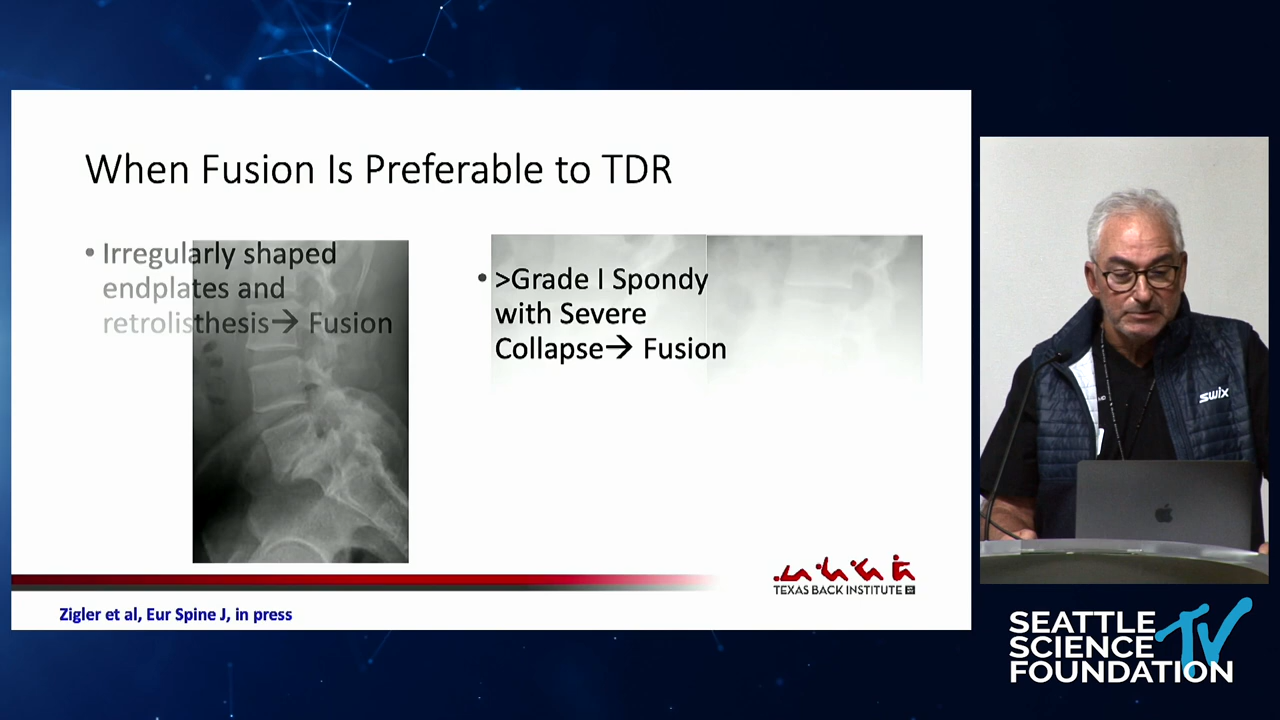 When Fusion Is Preferable to TDR
• Irregularly shaped
endplates and
retrolisthesis→ Fusion
• >Grade I Spondy
with Severe
Collapse→ Fusion
TEXAS BACK INSTITUTE
Zigler et al, Eur Spine J, in press
swix
SEATTLE
SCIENCE
FOUNDATION
TV